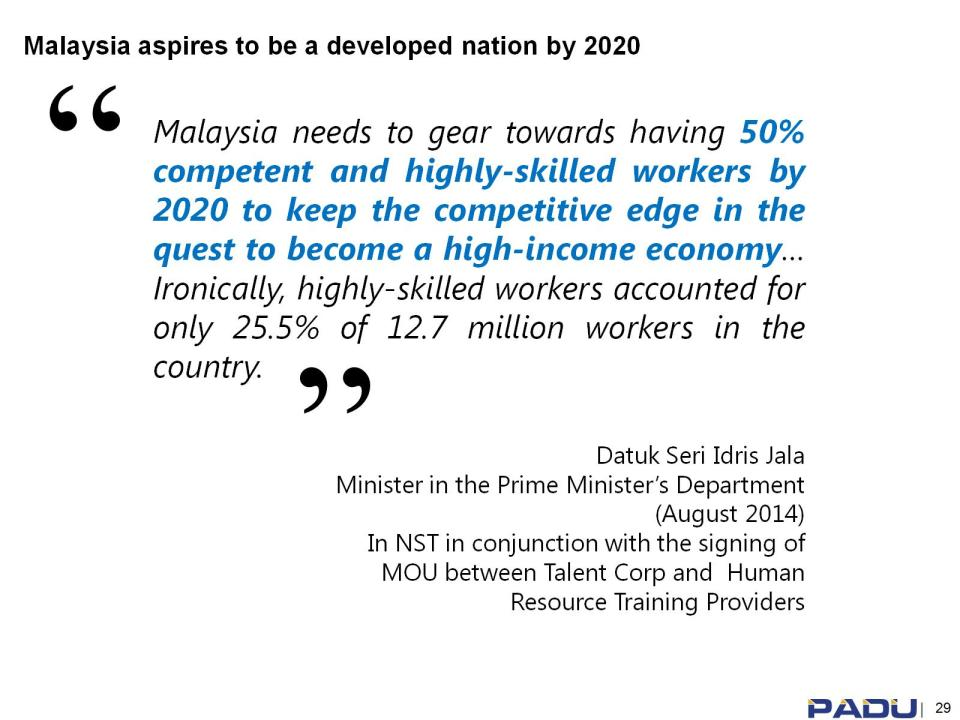 Malaysia aspires to be a developed nation by 2020
“
Malaysia needs to gear towards having 50%
competent and highly-skilled workers by
2020 to keep the competitive edge in the
quest to become a high-income economy…
Ironically, highly-skilled workers accounted for
only 25.5% of 12.7 million workers in the
country.
”
Datuk Seri Idris Jala
Minister in the Prime Minister’s Department
(August 2014)
In NST in conjunction with the signing of
MOU between Talent Corp and  Human
Resource Training Providers
PADU | 29